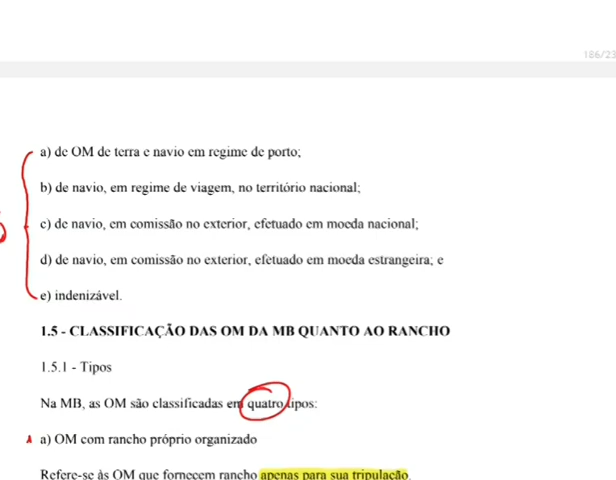 186/23
a) de OM de terra e navio em regime de porto;
b) de navio, em regime de viagem, no território nacional;
c) de navio, em comissão no exterior, efetuado em moeda nacional;
d) de navio, em comissão no exterior, efetuado em moeda estrangeira; e
e) indenizável.
1.5 - CLASSIFICAÇÃO DAS OM DA MB QUANTO AO RANCHO
1.5.1 - Tipos
Na MB, as OM são classificadas em quatro tipos:
a) OM com rancho próprio organizado
Refere-se às OM que fornecem rancho apenas para sua tripulação.